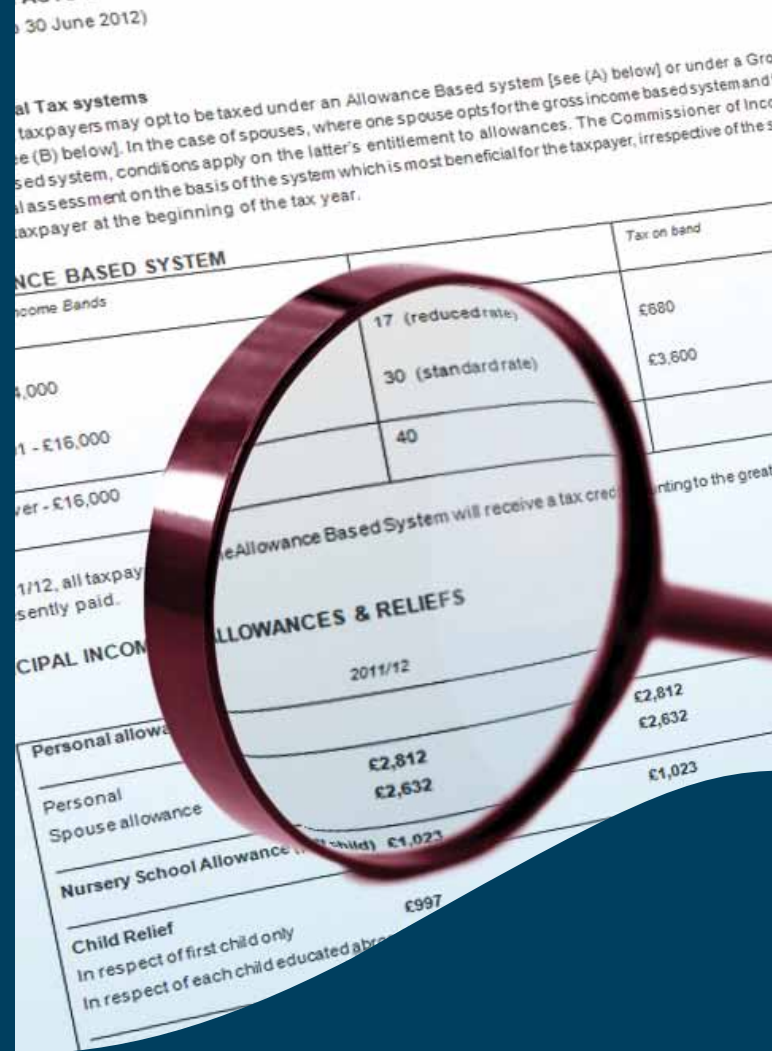 30 June 2012)
al Tax systems
taxpayers may opt to be taxed under an Allowance Based system [see (A) below] or under a Gro
ee (B) below]. In the case of spouses, where one spouse opts for the gross income based system and
sed system, conditions apply on the latter's entitlement to allowances. The Commissioner of Inco
al assessment on the basis of the system which is most beneficial for the taxpayer, irrespective of the s
axpayer at the beginning of the tax year.
NCE BASED SYSTEM
ncome Bands
Tax on band
4,000
17 (reduced rate)
£680
1 - £16,000
30 (standard rate)
£3,600
ver - £16,000
40
eAllowance Based System will receive a tax cred
nting to the great
1/12, all taxpay
sently paid.
CIPAL INCOM
LLOWANCES & RELIEFS
2011/12
Personal allowa
Personal £2,812 £2,812
Spouse allowance £2,632 £2,632
Nursery School Allowance child) £1,023 £1,023
Child Relief
In respect of first child only £997
In respect of each child educated abro